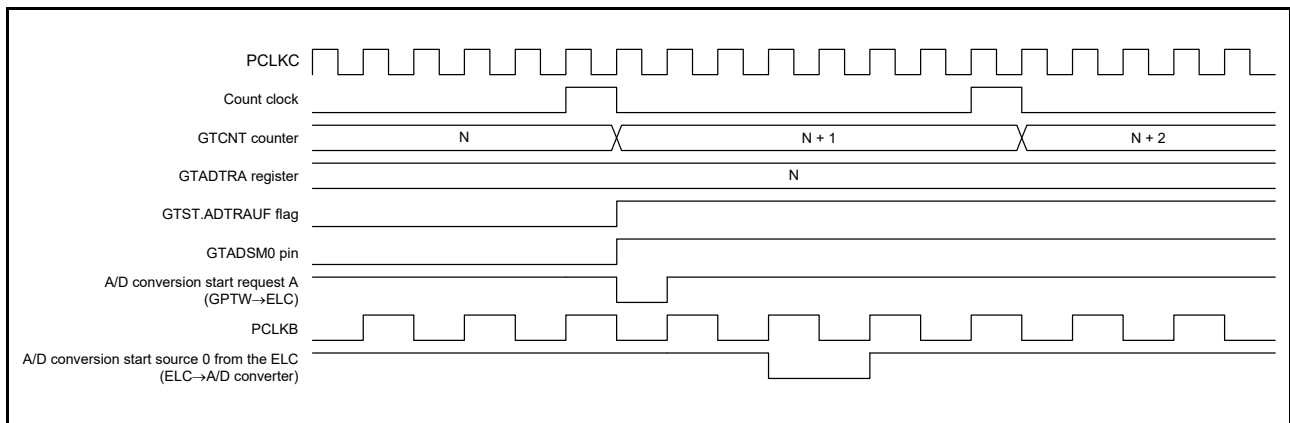 PCLKC
Count clock
GTCNT counter
N
N + 1
N + 2
GTADTRA register
N
GTST.ADTRAUF flag
GTADSM0 pin
A/D conversion start request A
(GPTW→ELC)
PCLKB
A/D conversion start source 0 from the ELC
(ELC→A/D converter)